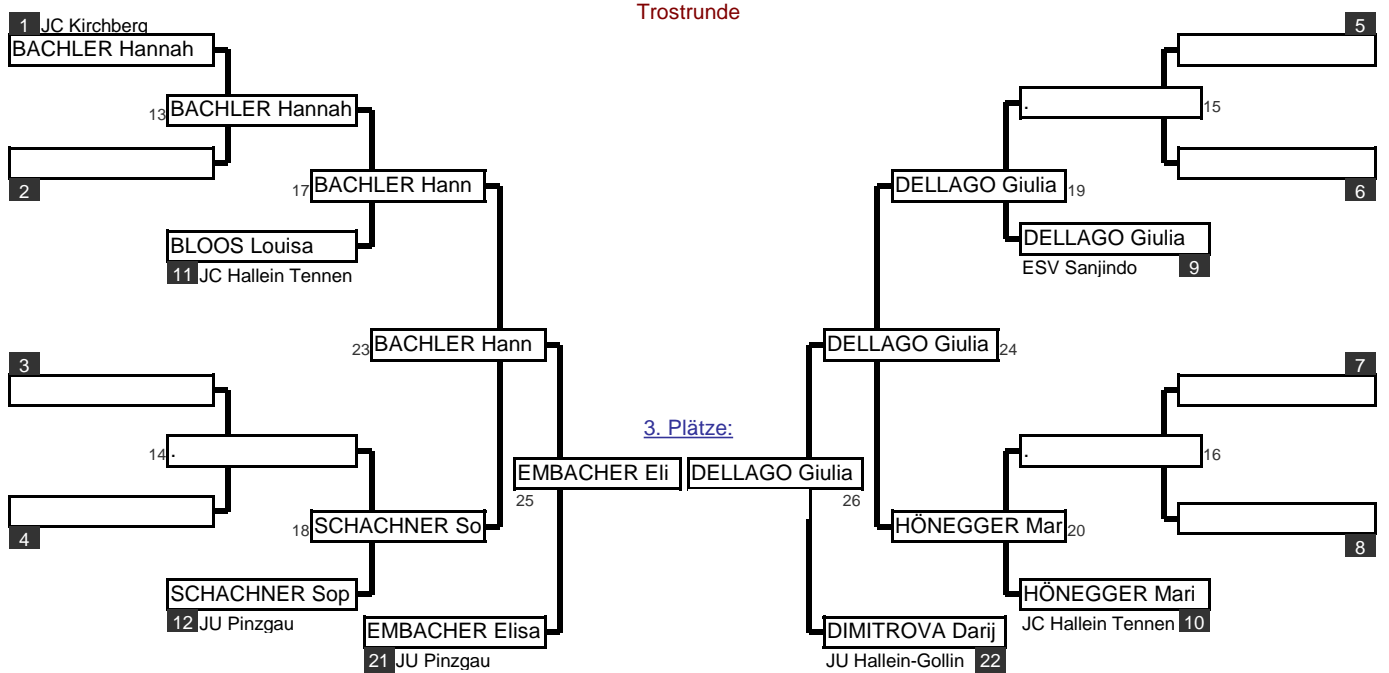 Trostrunde
1 JC Kirchberg
BACHLER Hannah
5
13 BACHLER Hannah
. 15
2
6
17 BACHLER Hann
DELLAGO Giulia 19
BLOOS Louisa
11 JC Hallein Tennen
DELLAGO Giulia
ESV Sanjindo 9
23 BACHLER Hann
DELLAGO Giulia 24
3
7
3. Plätze:
14 .
. 16
EMBACHER Eli
25
DELLAGO Giulia
26
4
8
18 SCHACHNER So
HÖNEGGER Mar 20
SCHACHNER Sop
12 JU Pinzgau
HÖNEGGER Mari
JC Hallein Tennen 10
EMBACHER Elisa
21 JU Pinzgau
DIMITROVA Darij
JU Hallein-Gollin 22